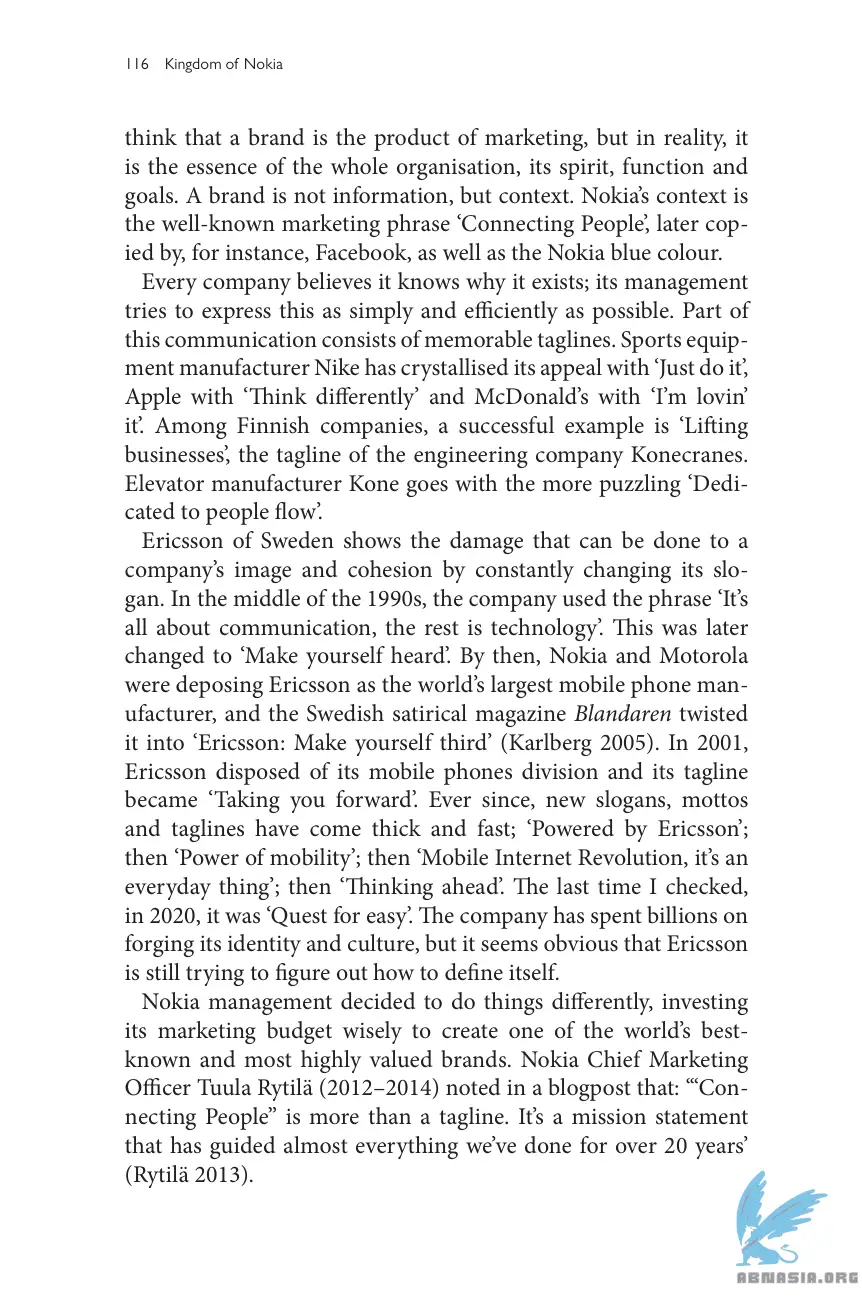 116 Kingdom of Nokia
think that a brand is the product of marketing, but in reality, it
is the essence of the whole organisation, its spirit, function and
goals. A brand is not information, but context. Nokia’s context is
the well-known marketing phrase ‘Connecting People’, later cop-
ied by, for instance, Facebook, as well as the Nokia blue colour.
Every company believes it knows why it exists; its management
tries to express this as simply and efficiently as possible. Part of
this communication consists of memorable taglines. Sports equip-
ment manufacturer Nike has crystallised its appeal with ‘Just do it’,
Apple with ‘Think differently’ and McDonald’s with ‘I’m lovin’
it’. Among Finnish companies, a successful example is ‘Lifting
businesses’, the tagline of the engineering company Konecranes.
Elevator manufacturer Kone goes with the more puzzling ‘Dedi-
cated to people flow’.
Ericsson of Sweden shows the damage that can be done to a
company’s image and cohesion by constantly changing its slo-
gan. In the middle of the 1990s, the company used the phrase ‘It’s
all about communication, the rest is technology’. This was later
changed to ‘Make yourself heard’. By then, Nokia and Motorola
were deposing Ericsson as the world’s largest mobile phone man-
ufacturer, and the Swedish satirical magazine Blandaren twisted
it into ‘Ericsson: Make yourself third’ (Karlberg 2005). In 2001,
Ericsson disposed of its mobile phones division and its tagline
became ‘Taking you forward’. Ever since, new slogans, mottos
and taglines have come thick and fast; ‘Powered by Ericsson’;
then ‘Power of mobility’; then ‘Mobile Internet Revolution, it’s an
everyday thing’; then ‘Thinking ahead’. The last time I checked,
in 2020, it was ‘Quest for easy’. The company has spent billions on
forging its identity and culture, but it seems obvious that Ericsson
is still trying to figure out how to define itself.
Nokia management decided to do things differently, investing
its marketing budget wisely to create one of the world’s best-
known and most highly valued brands. Nokia Chief Marketing
Officer Tuula Rytilä (2012–2014) noted in a blogpost that: ‘“Con-
necting People” is more than a tagline. It’s a mission statement
that has guided almost everything we’ve done for over 20 years’
(Rytilä 2013).
ABNASIA.ORG